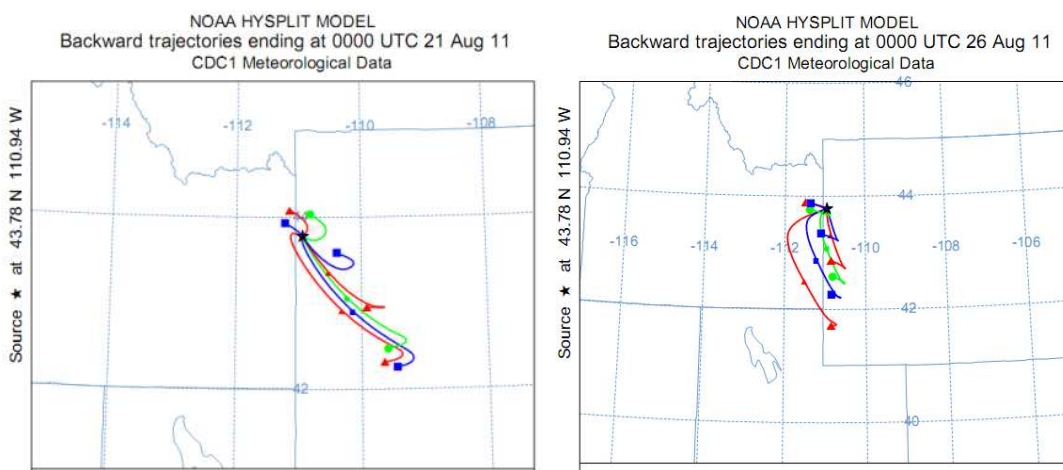 NOAA HYSPLIT MODEL
Backward trajectories ending at 0000 UTC 21 Aug 11
CDC1 Meteorological Data
Source ★ at 43.78 N 110.94 W
-114
-112
-110
-108
42
NOAA HYSPLIT MODEL
Backward trajectories ending at 0000 UTC 26 Aug 11
CDC1 Meteorological Data
Source ★ at 43.78 N 110.94 W
46
44
-116
-112
-110
-108
-106
42
40